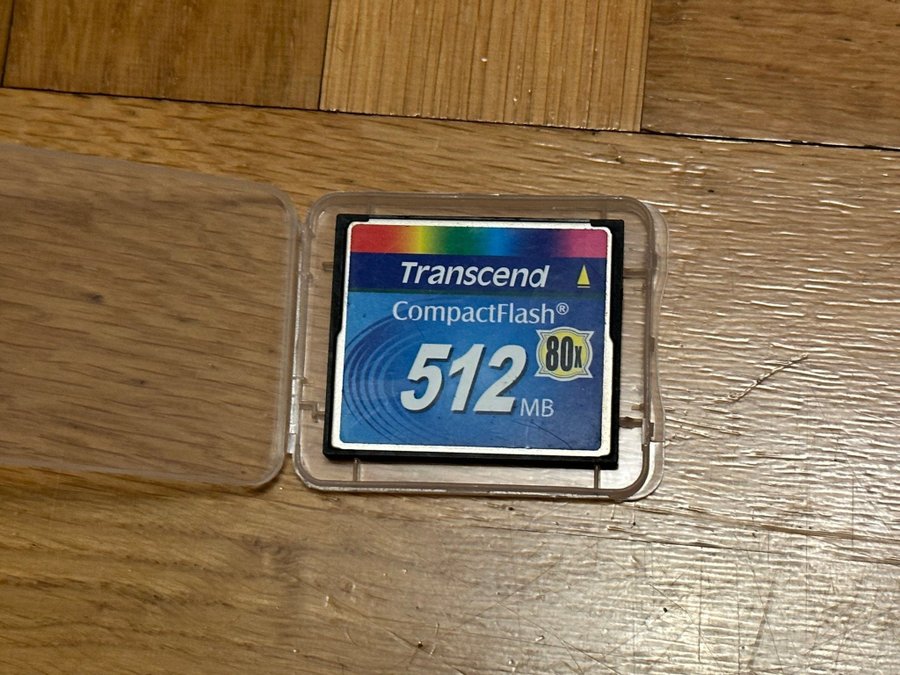 Transcend
CompactFlash®
80x
512 MB